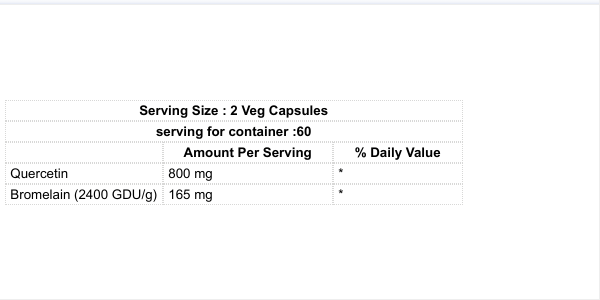 Serving Size : 2 Veg Capsules
serving for container :60
Amount Per Serving % Daily Value
Quercetin 800 mg *
Bromelain (2400 GDU/g) 165 mg *